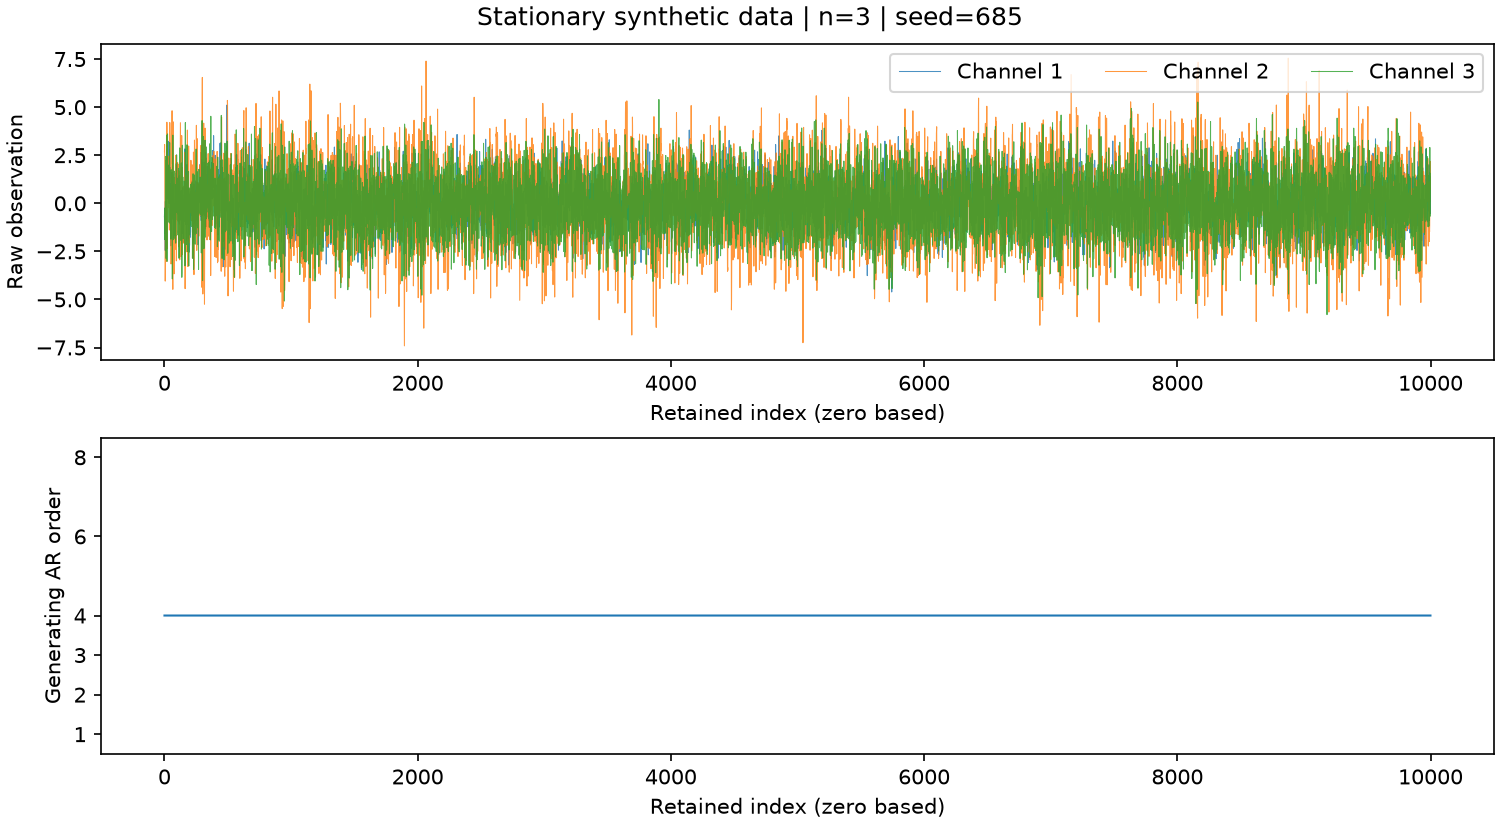 Stationary synthetic data | n=3 | seed=685
7.5
5.0
2.5
0.0
−2.5
−5.0
−7.5
Raw observation
Channel 1 Channel 2 Channel 3
0 2000 4000 6000 8000 10000
Retained index (zero based)
8
6
4
3
2
1
Generating AR order
0 2000 4000 6000 8000 10000
Retained index (zero based)